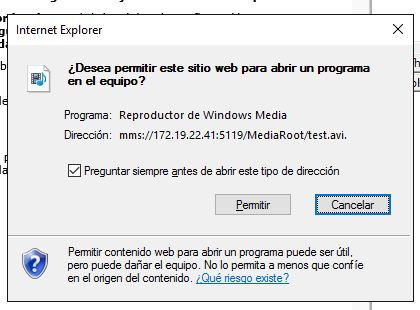 Internet Explorer
¿Desea permitir este sitio web para abrir un programa
en el equipo?
Programa: Reproductor de Windows Media
Dirección: mms://172.19.22.41:5119/MediaRoot/test.avi.
Preguntar siempre antes de abrir este tipo de dirección
Permitir
Cancelar
Permitir contenido web para abrir un programa puede ser útil,
pero puede dañar el equipo. No lo permita a menos que confíe
en el origen del contenido. ¿Qué riesgo existe?